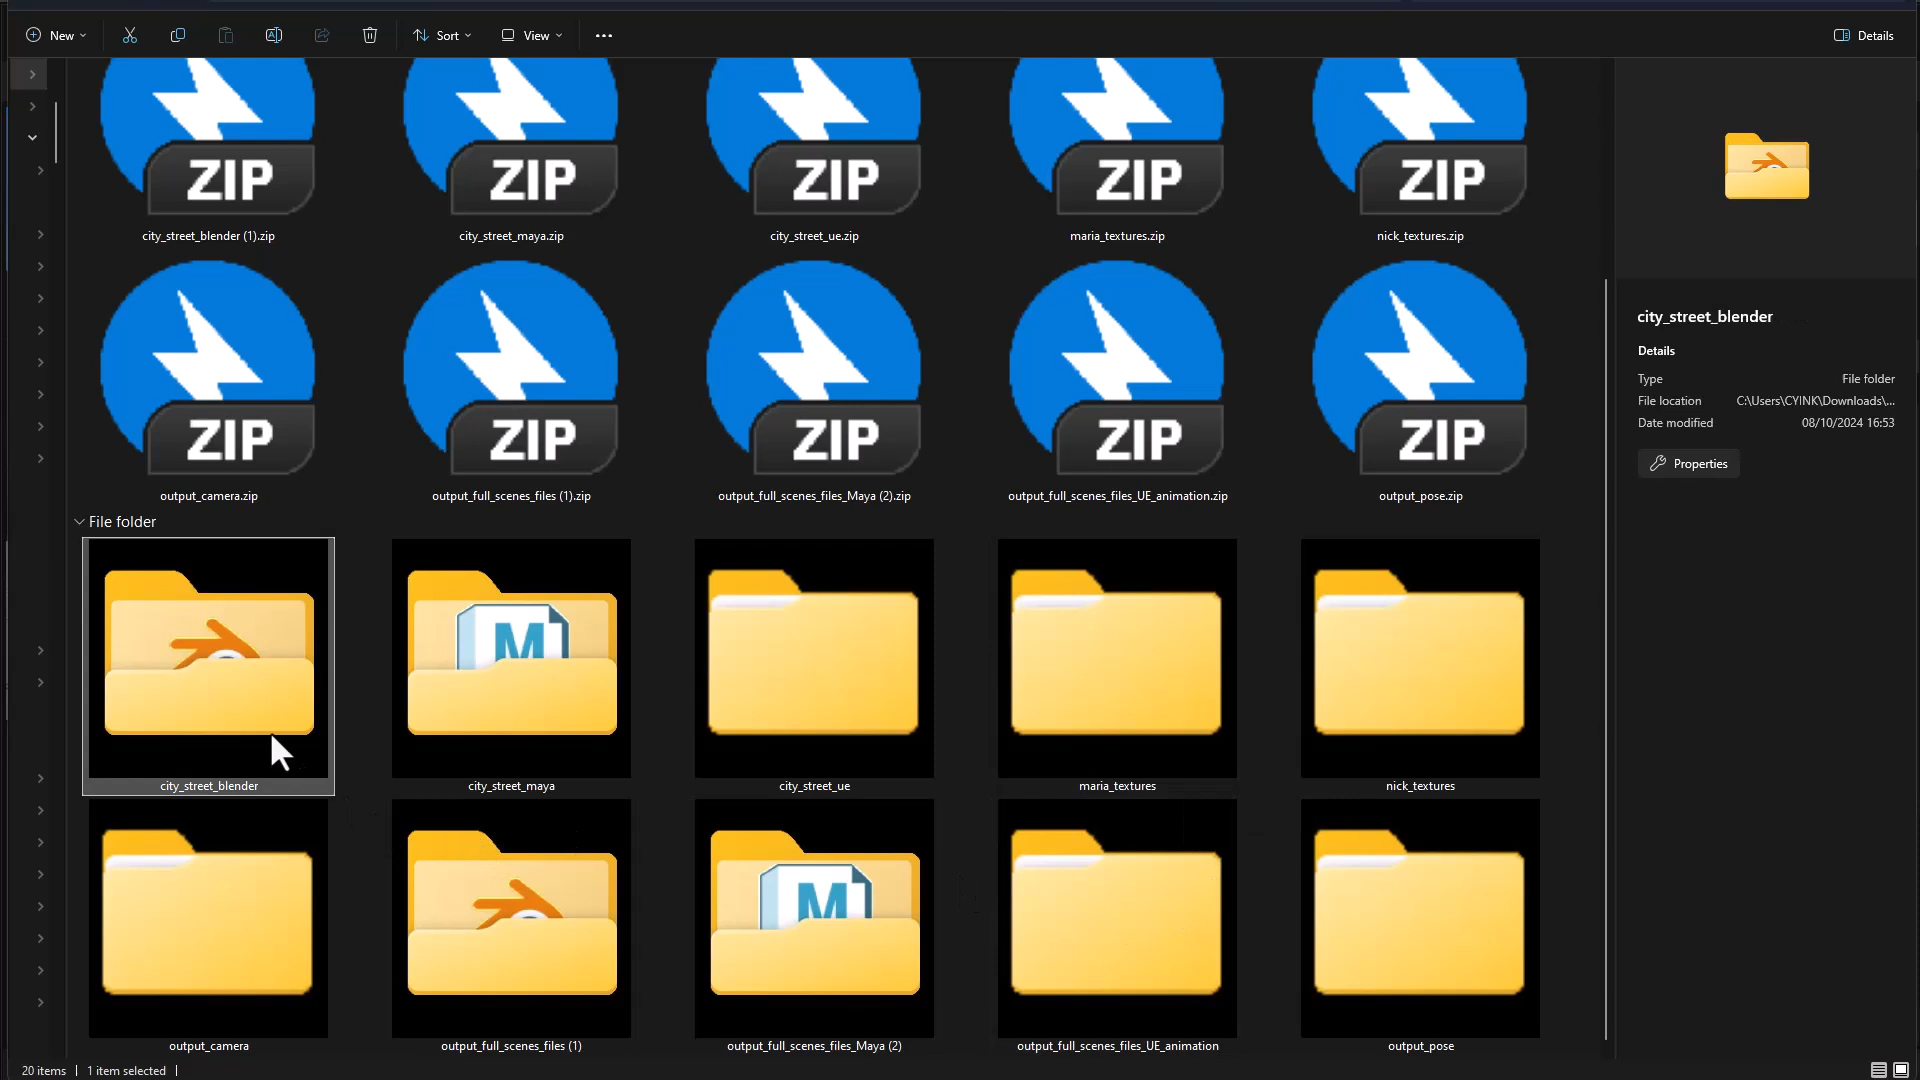 New
Sort
View
Details
ZIP ZIP ZIP ZIP ZIP
city_street_blender (1).zip
city_street_maya.zip
city_street_ue.zip
maria_textures.zip
nick_textures.zip
ZIP ZIP ZIP ZIP ZIP
output_camera.zip
output_full_scenes_files (1).zip
output_full_scenes_files_Maya (2).zip
output_full_scenes_files_UE_animation.zip
output_pose.zip
File folder
M
city_street_blender
city_street_maya
city_street_ue
maria_textures
nick_textures
M
output_camera
output_full_scenes_files (1)
output_full_scenes_files_Maya (2)
output_full_scenes_files_UE_animation
output_pose
city_street_blender
Details
Type File folder
File location C:\Users\CYINK\Downloads\...
Date modified 08/10/2024 16:53
Properties
20 items | 1 item selected |